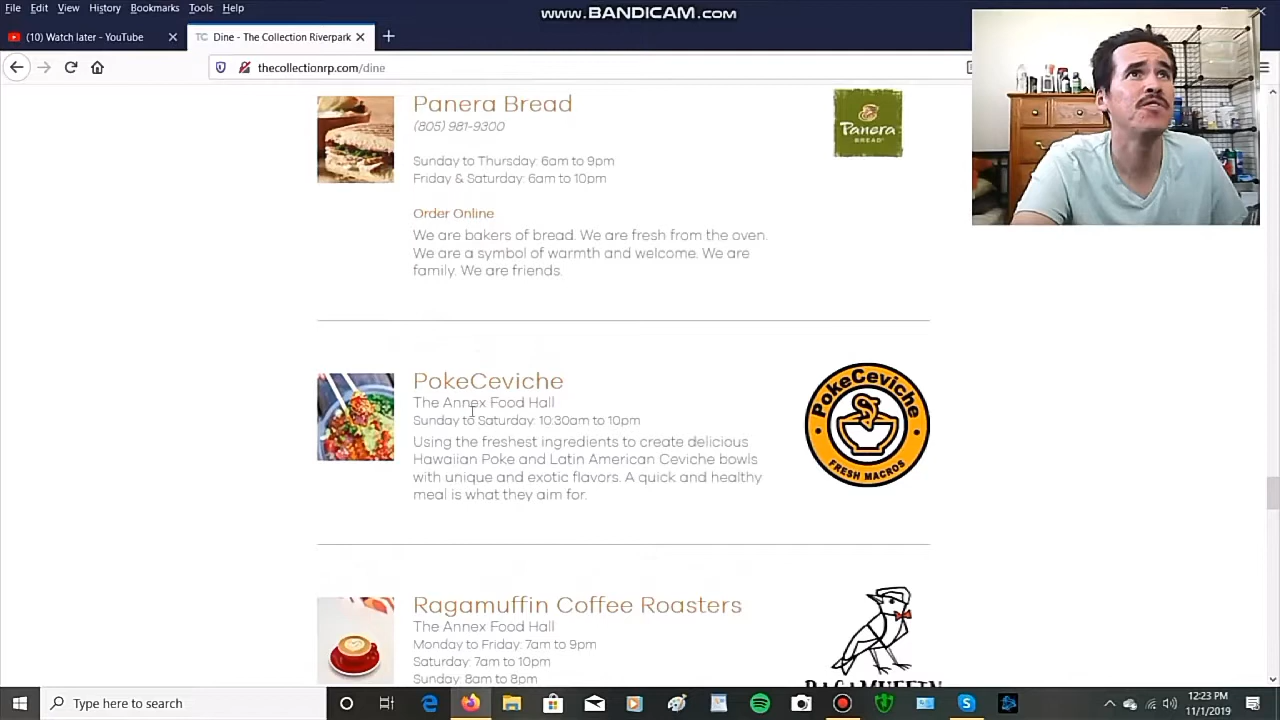 www.BANDICAM.com
File Edit View History Bookmarks Tools Help
(10) Watch later - YouTube
TC Dine - The Collection Riverpark
thecollectionrp.com/dine
Panera Bread
(805) 981-9300
Sunday to Thursday: 6am to 9pm
Friday & Saturday: 6am to 10pm
Order Online
We are bakers of bread. We are fresh from the oven.
We are a symbol of warmth and welcome. We are
family. We are friends.
Panera
BREAD
PokeCeviche
The Annex Food Hall
Sunday to Saturday: 10:30am to 10pm
Using the freshest ingredients to create delicious
Hawaiian Poke and Latin American Ceviche bowls
with unique and exotic flavors. A quick and healthy
meal is what they aim for.
PokeCeviche
FRESH MACROS
Ragamuffin Coffee Roasters
The Annex Food Hall
Monday to Friday: 7am to 9pm
Saturday: 7am to 10pm
Sunday: 8am to 8pm
RAGAMUFFIN
Type here to search
12:23 PM
11/1/2019